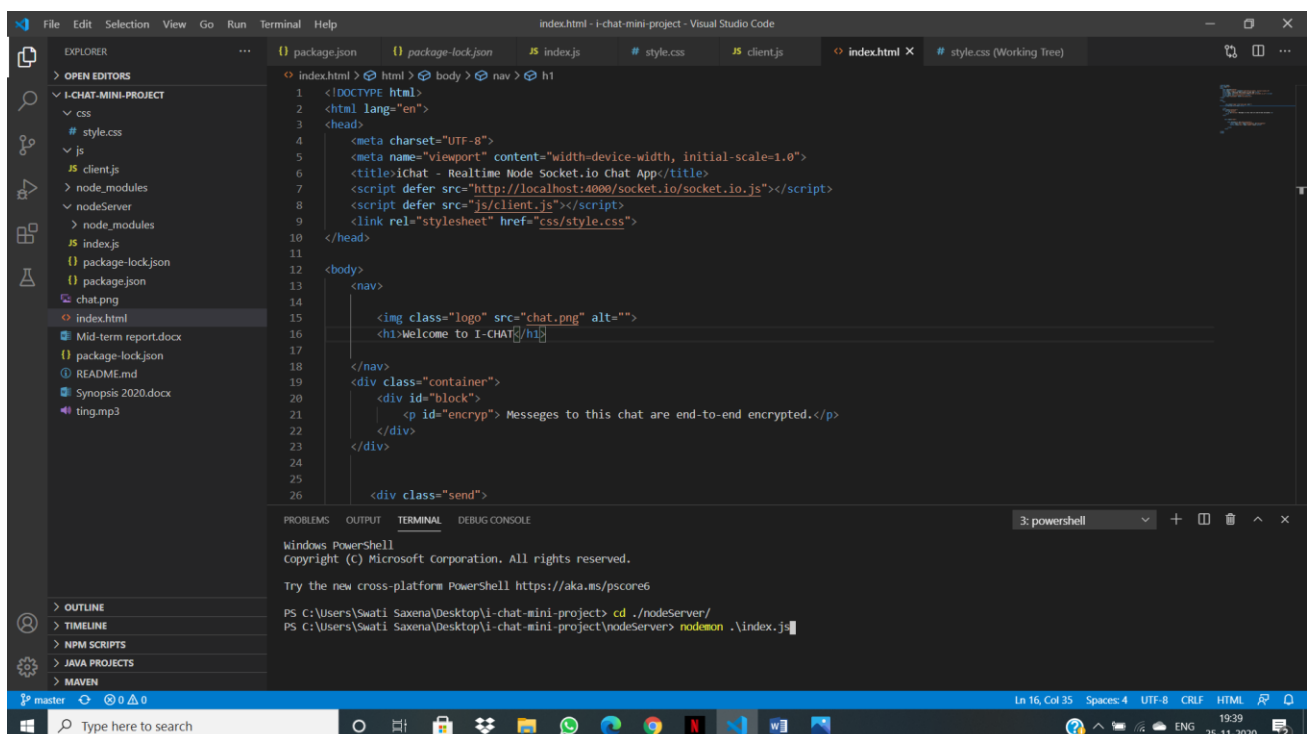 File Edit Selection View Go Run Terminal Help
index.html - i-chat-mini-project - Visual Studio Code
EXPLORER
OPEN EDITORS
I-CHAT-MINI-PROJECT
css
# style.css
js
JS client.js
node_modules
nodeServer
node_modules
JS index.js
{} package-lock.json
{} package.json
chat.png
index.html
Mid-term report.docx
{} package-lock.json
README.md
Synopsis 2020.docx
ting.mp3
OUTLINE
TIMELINE
NPM SCRIPTS
JAVA PROJECTS
MAVEN
{} package.json {} package-lock.json JS index.js # style.css JS client.js index.html # style.css (Working Tree)
index.html > html > body > nav > h1
1 <!DOCTYPE html>
2 <html lang="en">
3 <head>
4 <meta charset="UTF-8">
5 <meta name="viewport" content="width=device-width, initial-scale=1.0">
6 <title>iChat - Realtime Node Socket.io Chat App</title>
7 <script defer src="http://localhost:4000/socket.io/socket.io.js"></script>
8 <script defer src="js/client.js"></script>
9 <link rel="stylesheet" href="css/style.css">
10 </head>
11
12 <body>
13 <nav>
14
15 <img class="logo" src="chat.png" alt="">
16 <h1>Welcome to I-CHAT</h1>
17
18 </nav>
19 <div class="container">
20 <div id="block">
21 <p id="encryp"> Messeges to this chat are end-to-end encrypted.</p>
22 </div>
23 </div>
24
25
26 <div class="send">
PROBLEMS OUTPUT TERMINAL DEBUG CONSOLE
3: powershell
Windows PowerShell
Copyright (C) Microsoft Corporation. All rights reserved.
Try the new cross-platform PowerShell https://aka.ms/pscore6
PS C:\Users\Swati Saxena\Desktop\i-chat-mini-project> cd ./nodeServer/
PS C:\Users\Swati Saxena\Desktop\i-chat-mini-project\nodeServer> nodemon .\index.js
master 0 0
Ln 16, Col 35 Spaces: 4 UTF-8 CRLF HTML
Type here to search
ENG
19:39
25-11-2020